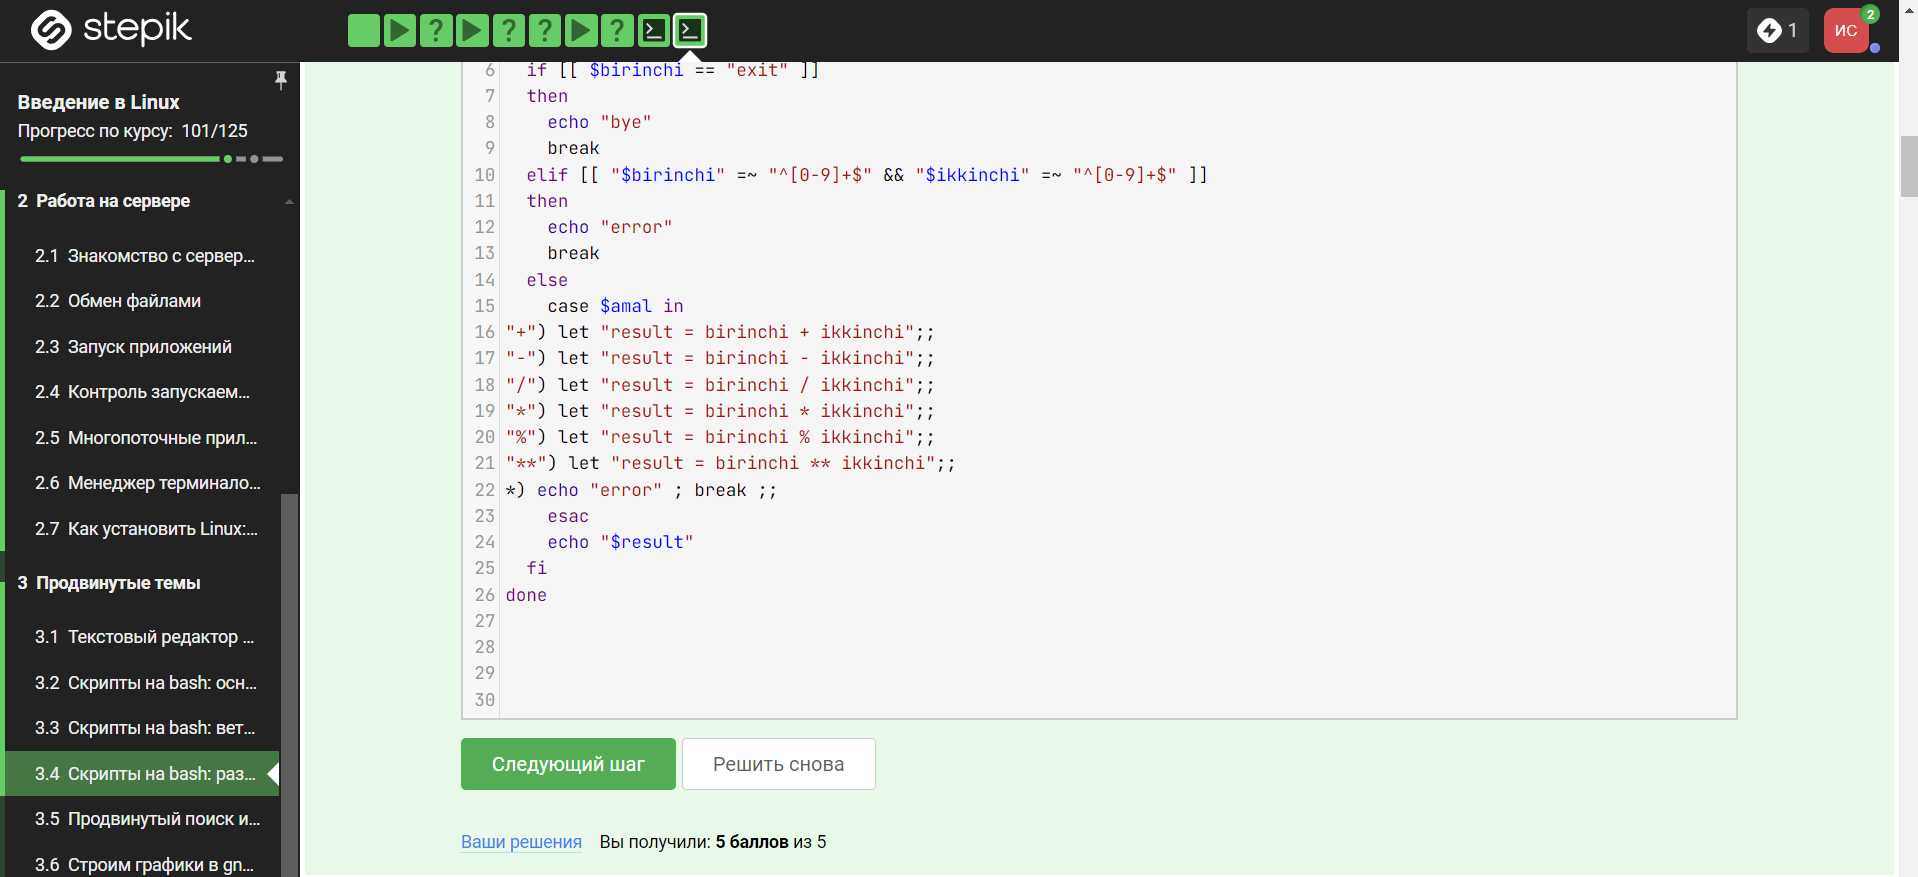 stepik
? ? ? ?
1
ИС
2
Введение в Linux
Прогресс по курсу: 101/125
2 Работа на сервере
2.1 Знакомство с сервер...
2.2 Обмен файлами
2.3 Запуск приложений
2.4 Контроль запускаем...
2.5 Многопоточные прил...
2.6 Менеджер терминало...
2.7 Как установить Linux:...
3 Продвинутые темы
3.1 Текстовый редактор ...
3.2 Скрипты на bash: осн...
3.3 Скрипты на bash: вет...
3.4 Скрипты на bash: раз...
3.5 Продвинутый поиск и...
3.6 Строим графики в gn...
6 if [[ $birinchi == "exit" ]]
7 then
8 echo "bye"
9 break
10 elif [[ "$birinchi" =~ "^[0-9]+$" && "$ikkinchi" =~ "^[0-9]+$" ]]
11 then
12 echo "error"
13 break
14 else
15 case $amal in
16 "+") let "result = birinchi + ikkinchi";;
17 "-") let "result = birinchi - ikkinchi";;
18 "/") let "result = birinchi / ikkinchi";;
19 "*") let "result = birinchi * ikkinchi";;
20 "%") let "result = birinchi % ikkinchi";;
21 "**") let "result = birinchi ** ikkinchi";;
22 *) echo "error" ; break ;;
23 esac
24 echo "$result"
25 fi
26 done
27
28
29
30
Следующий шаг
Решить снова
Ваши решения Вы получили: 5 баллов из 5